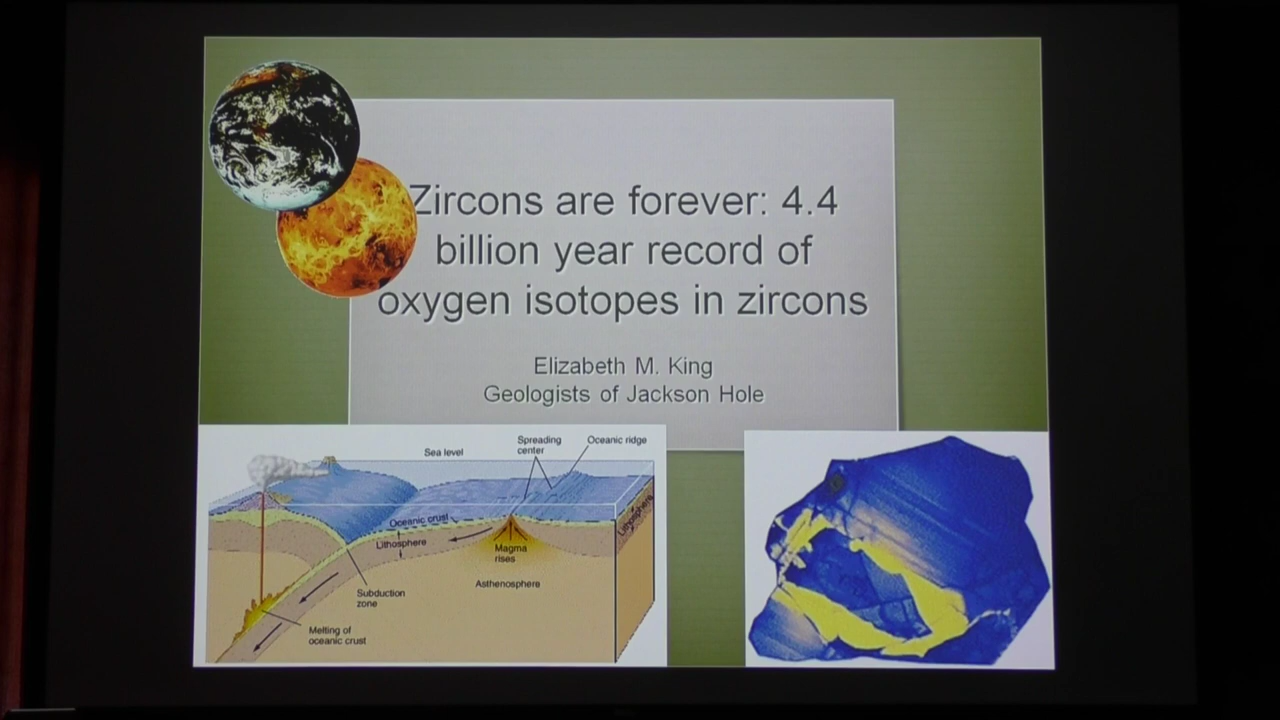 Zircons are forever: 4.4
billion year record of
oxygen isotopes in zircons
Elizabeth M. King
Geologists of Jackson Hole
Sea level
Spreading
center
Oceanic ridge
Oceanic crust
Lithosphere
Lithosphere
Magma
rises
Asthenosphere
Subduction
zone
Melting of
oceanic crust